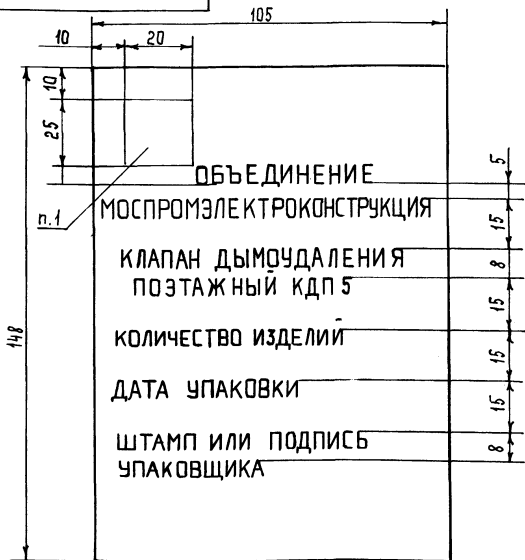 105
10 20
10
25
5
ОБЪЕДИНЕНИЕ
п.1
МОСПРОМЭЛЕКТРОКОНСТРУКЦИЯ
15
КЛАПАН ДЫМОУДАЛЕНИЯ
8
ПОЭТАЖНЫЙ КДП 5
15
148
КОЛИЧЕСТВО ИЗДЕЛИЙ
15
ДАТА УПАКОВКИ
15
ШТАМП ИЛИ ПОДПИСЬ
8
УПАКОВЩИКА